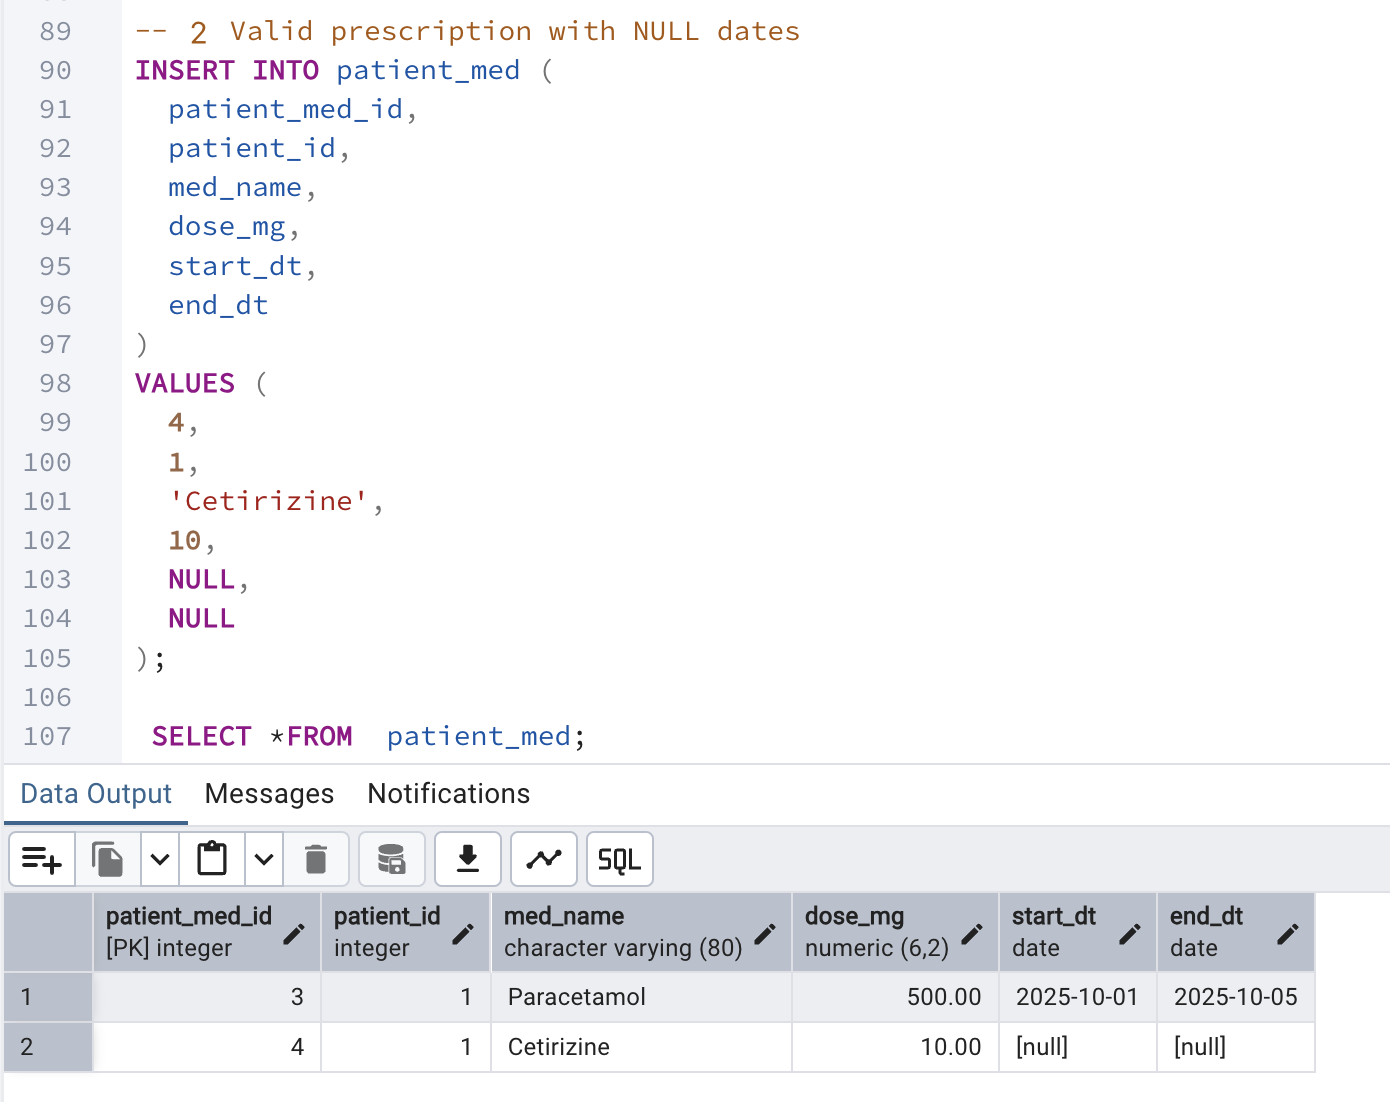 89 -- 2 Valid prescription with NULL dates
90 INSERT INTO patient_med (
91 patient_med_id,
92 patient_id,
93 med_name,
94 dose_mg,
95 start_dt,
96 end_dt
97 )
98 VALUES (
99 4,
100 1,
101 'Cetirizine',
102 10,
103 NULL,
104 NULL
105 );
106
107 SELECT *FROM  patient_med;
Data Output Messages Notifications
SQL
patient_med_id patient_id med_name dose_mg start_dt end_dt
[PK] integer integer character varying (80) numeric (6,2) date date
1 3 1 Paracetamol 500.00 2025-10-01 2025-10-05
2 4 1 Cetirizine 10.00 [null] [null]